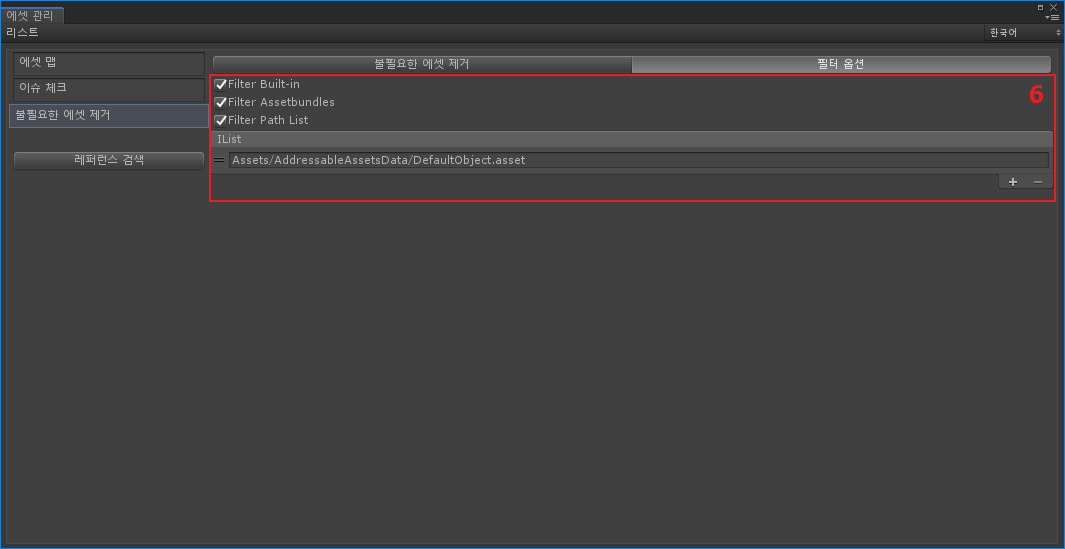 에셋 관리
리스트
한국어
에셋 맵
이슈 체크
불필요한 에셋 제거
레퍼런스 검색
불필요한 에셋 제거
필터 옵션
Filter Built-in
6
Filter Assetbundles
Filter Path List
IList
Assets/AddressableAssetsData/DefaultObject.asset